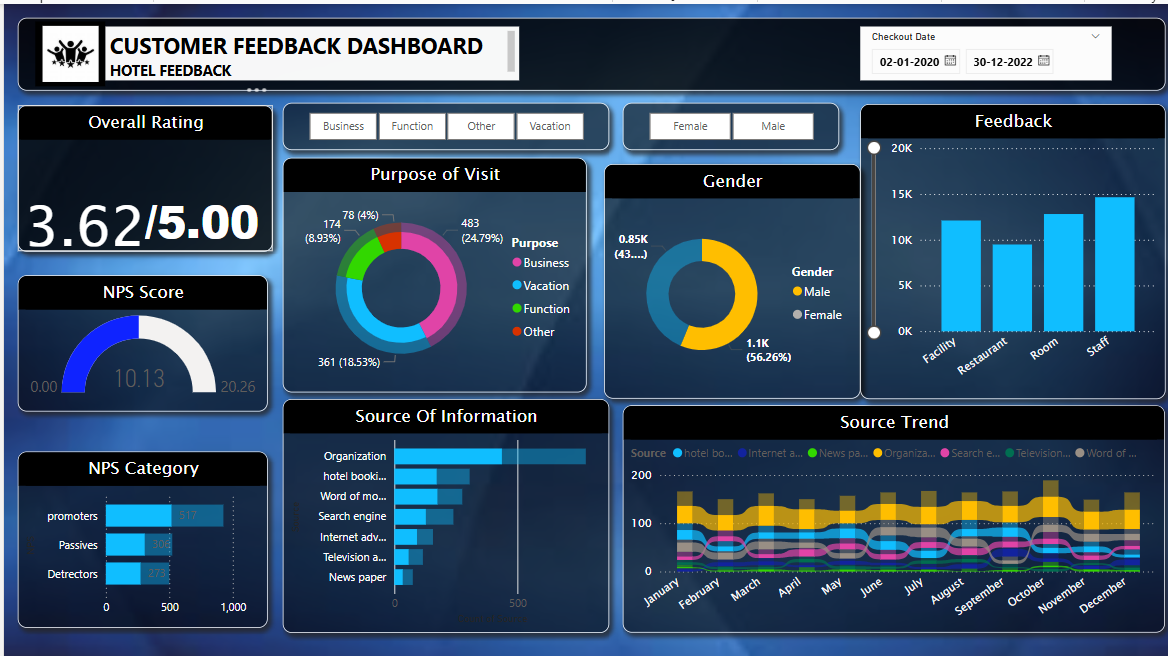 CUSTOMER FEEDBACK DASHBOARD
HOTEL FEEDBACK
Checkout Date
02-01-2020
30-12-2022
Overall Rating
3.62/5.00
Business
Function
Other
Vacation
Female
Male
Feedback
20K
15K
10K
5K
0K
Facility
Restaurant
Room
Staff
Purpose of Visit
78 (4%)
174
(8.93%)
483
(24.79%)
361 (18.53%)
Purpose
Business
Vacation
Function
Other
Gender
0.85K
(43....)
1.1K
(56.26%)
Gender
Male
Female
NPS Score
0.00
10.13
20.26
NPS Category
promoters
517
Passives
306
Detrectors
273
0
500
1,000
Source Of Information
Organization
hotel booki...
Word of mo...
Search engine
Internet adv...
Television a...
News paper
0
500
Source Trend
Source
hotel bo...
Internet a...
News pa...
Organiza...
Search e...
Television...
Word of ...
200
100
0
January
February
March
April
May
June
July
August
September
October
November
December